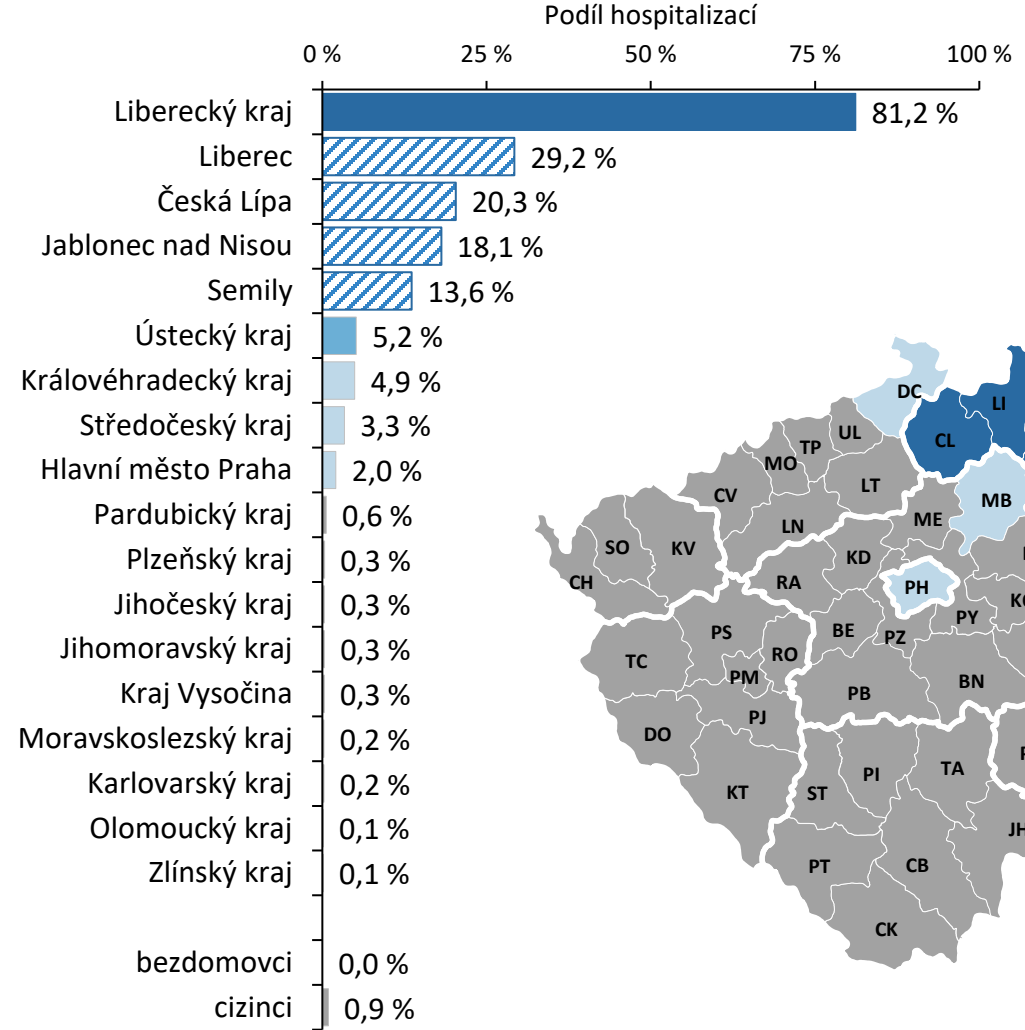 Podíl hospitalizací
0 % 25 % 50 % 75 % 100 %
Liberecký kraj 81,2 %
Liberec 29,2 %
Česká Lípa 20,3 %
Jablonec nad Nisou 18,1 %
Semily 13,6 %
Ústecký kraj 5,2 %
Královéhradecký kraj 4,9 %
Středočeský kraj 3,3 %
Hlavní město Praha 2,0 %
Pardubický kraj 0,6 %
Plzeňský kraj 0,3 %
Jihočeský kraj 0,3 %
Jihomoravský kraj 0,3 %
Kraj Vysočina 0,3 %
Moravskoslezský kraj 0,2 %
Karlovarský kraj 0,2 %
Olomoucký kraj 0,1 %
Zlínský kraj 0,1 %
bezdomovci 0,0 %
cizinci 0,9 %
DC LI
UL CL
TP
MO
CV LT MB
LN ME
SO KV KD
CH RA PH
PY
PS BE PZ
TC RO
PM BN
PB
DO PJ
KT ST PI TA
JH
PT CB
CK